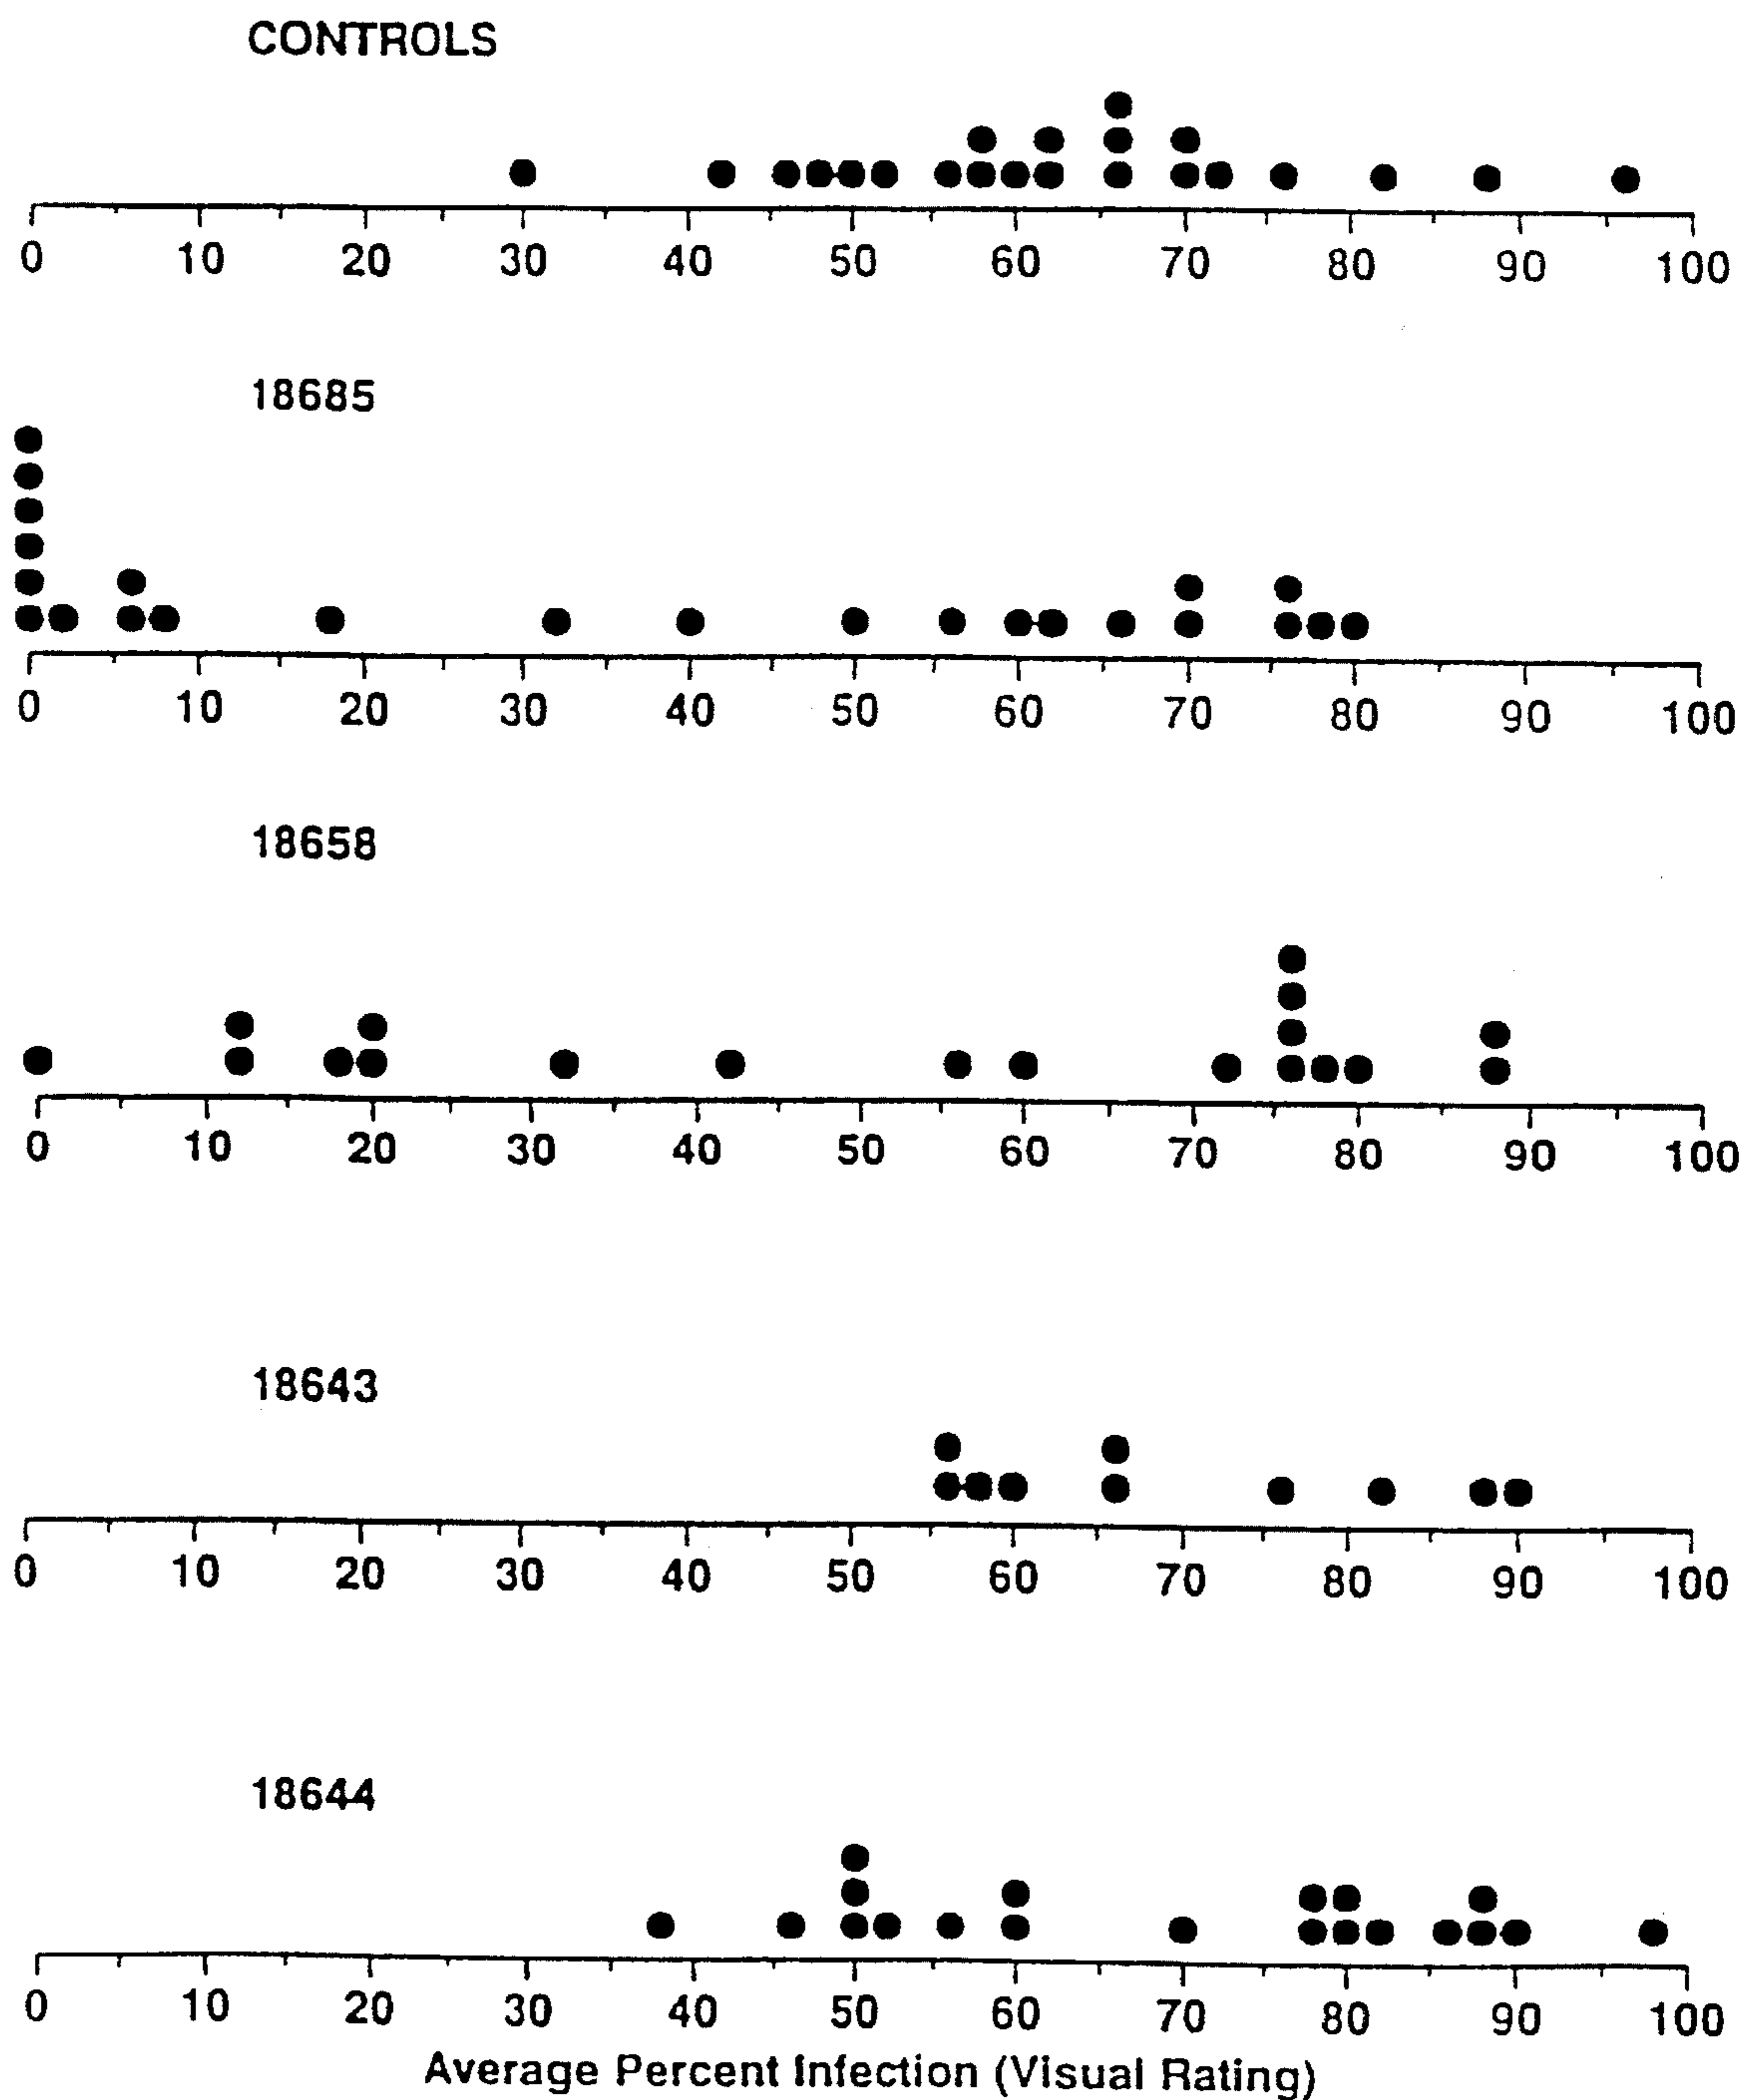 CONTROLS
0 10 20 30 40 50 60 70 80 90 100
18685
0 10 20 30 40 50 60 70 80 90 100
18658
0 10 20 30 40 50 60 70 80 90 100
18643
0 10 20 30 40 50 60 70 80 90 100
18644
0 10 20 30 40 50 60 70 80 90 100
Average Percent Infection (Visual Rating)